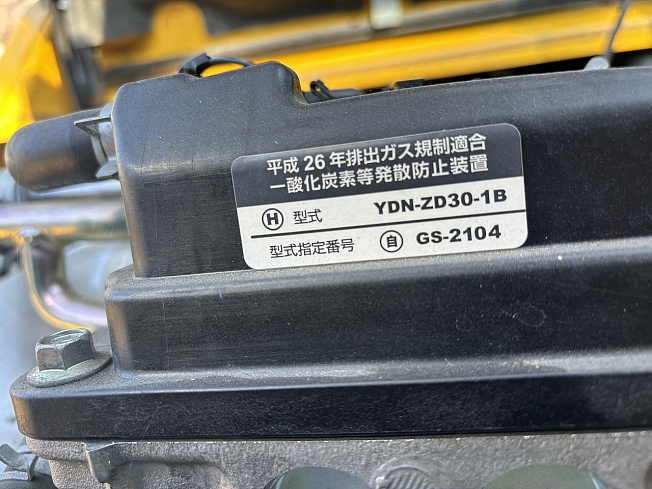 平成 26 年排出ガス規制適合
一酸化炭素等発散防止装置
Ⓗ 型式 YDN-ZD30-1B
型式指定番号 ㉂ GS-2104